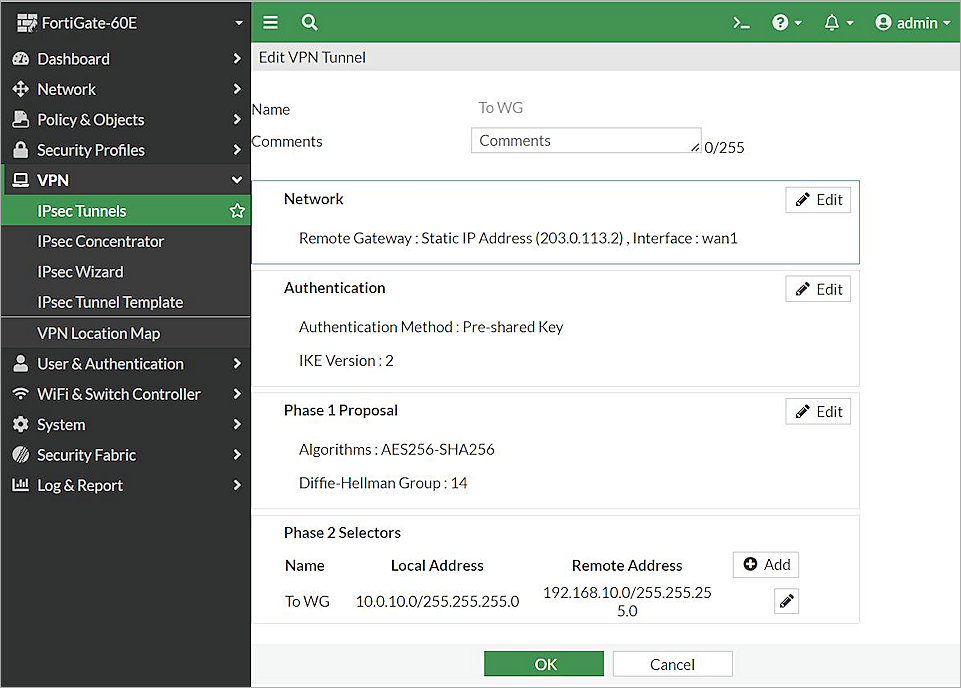 FortiGate-60E
admin
Dashboard
Network
Policy & Objects
Security Profiles
VPN
IPsec Tunnels
IPsec Concentrator
IPsec Wizard
IPsec Tunnel Template
VPN Location Map
User & Authentication
WiFi & Switch Controller
System
Security Fabric
Log & Report
Edit VPN Tunnel
Name To WG
Comments Comments 0/255
Network Edit
Remote Gateway : Static IP Address (203.0.113.2) , Interface : wan1
Authentication Edit
Authentication Method : Pre-shared Key
IKE Version : 2
Phase 1 Proposal Edit
Algorithms : AES256-SHA256
Diffie-Hellman Group : 14
Phase 2 Selectors
Name Local Address Remote Address Add
To WG 10.0.10.0/255.255.255.0 192.168.10.0/255.255.25
5.0
OK Cancel